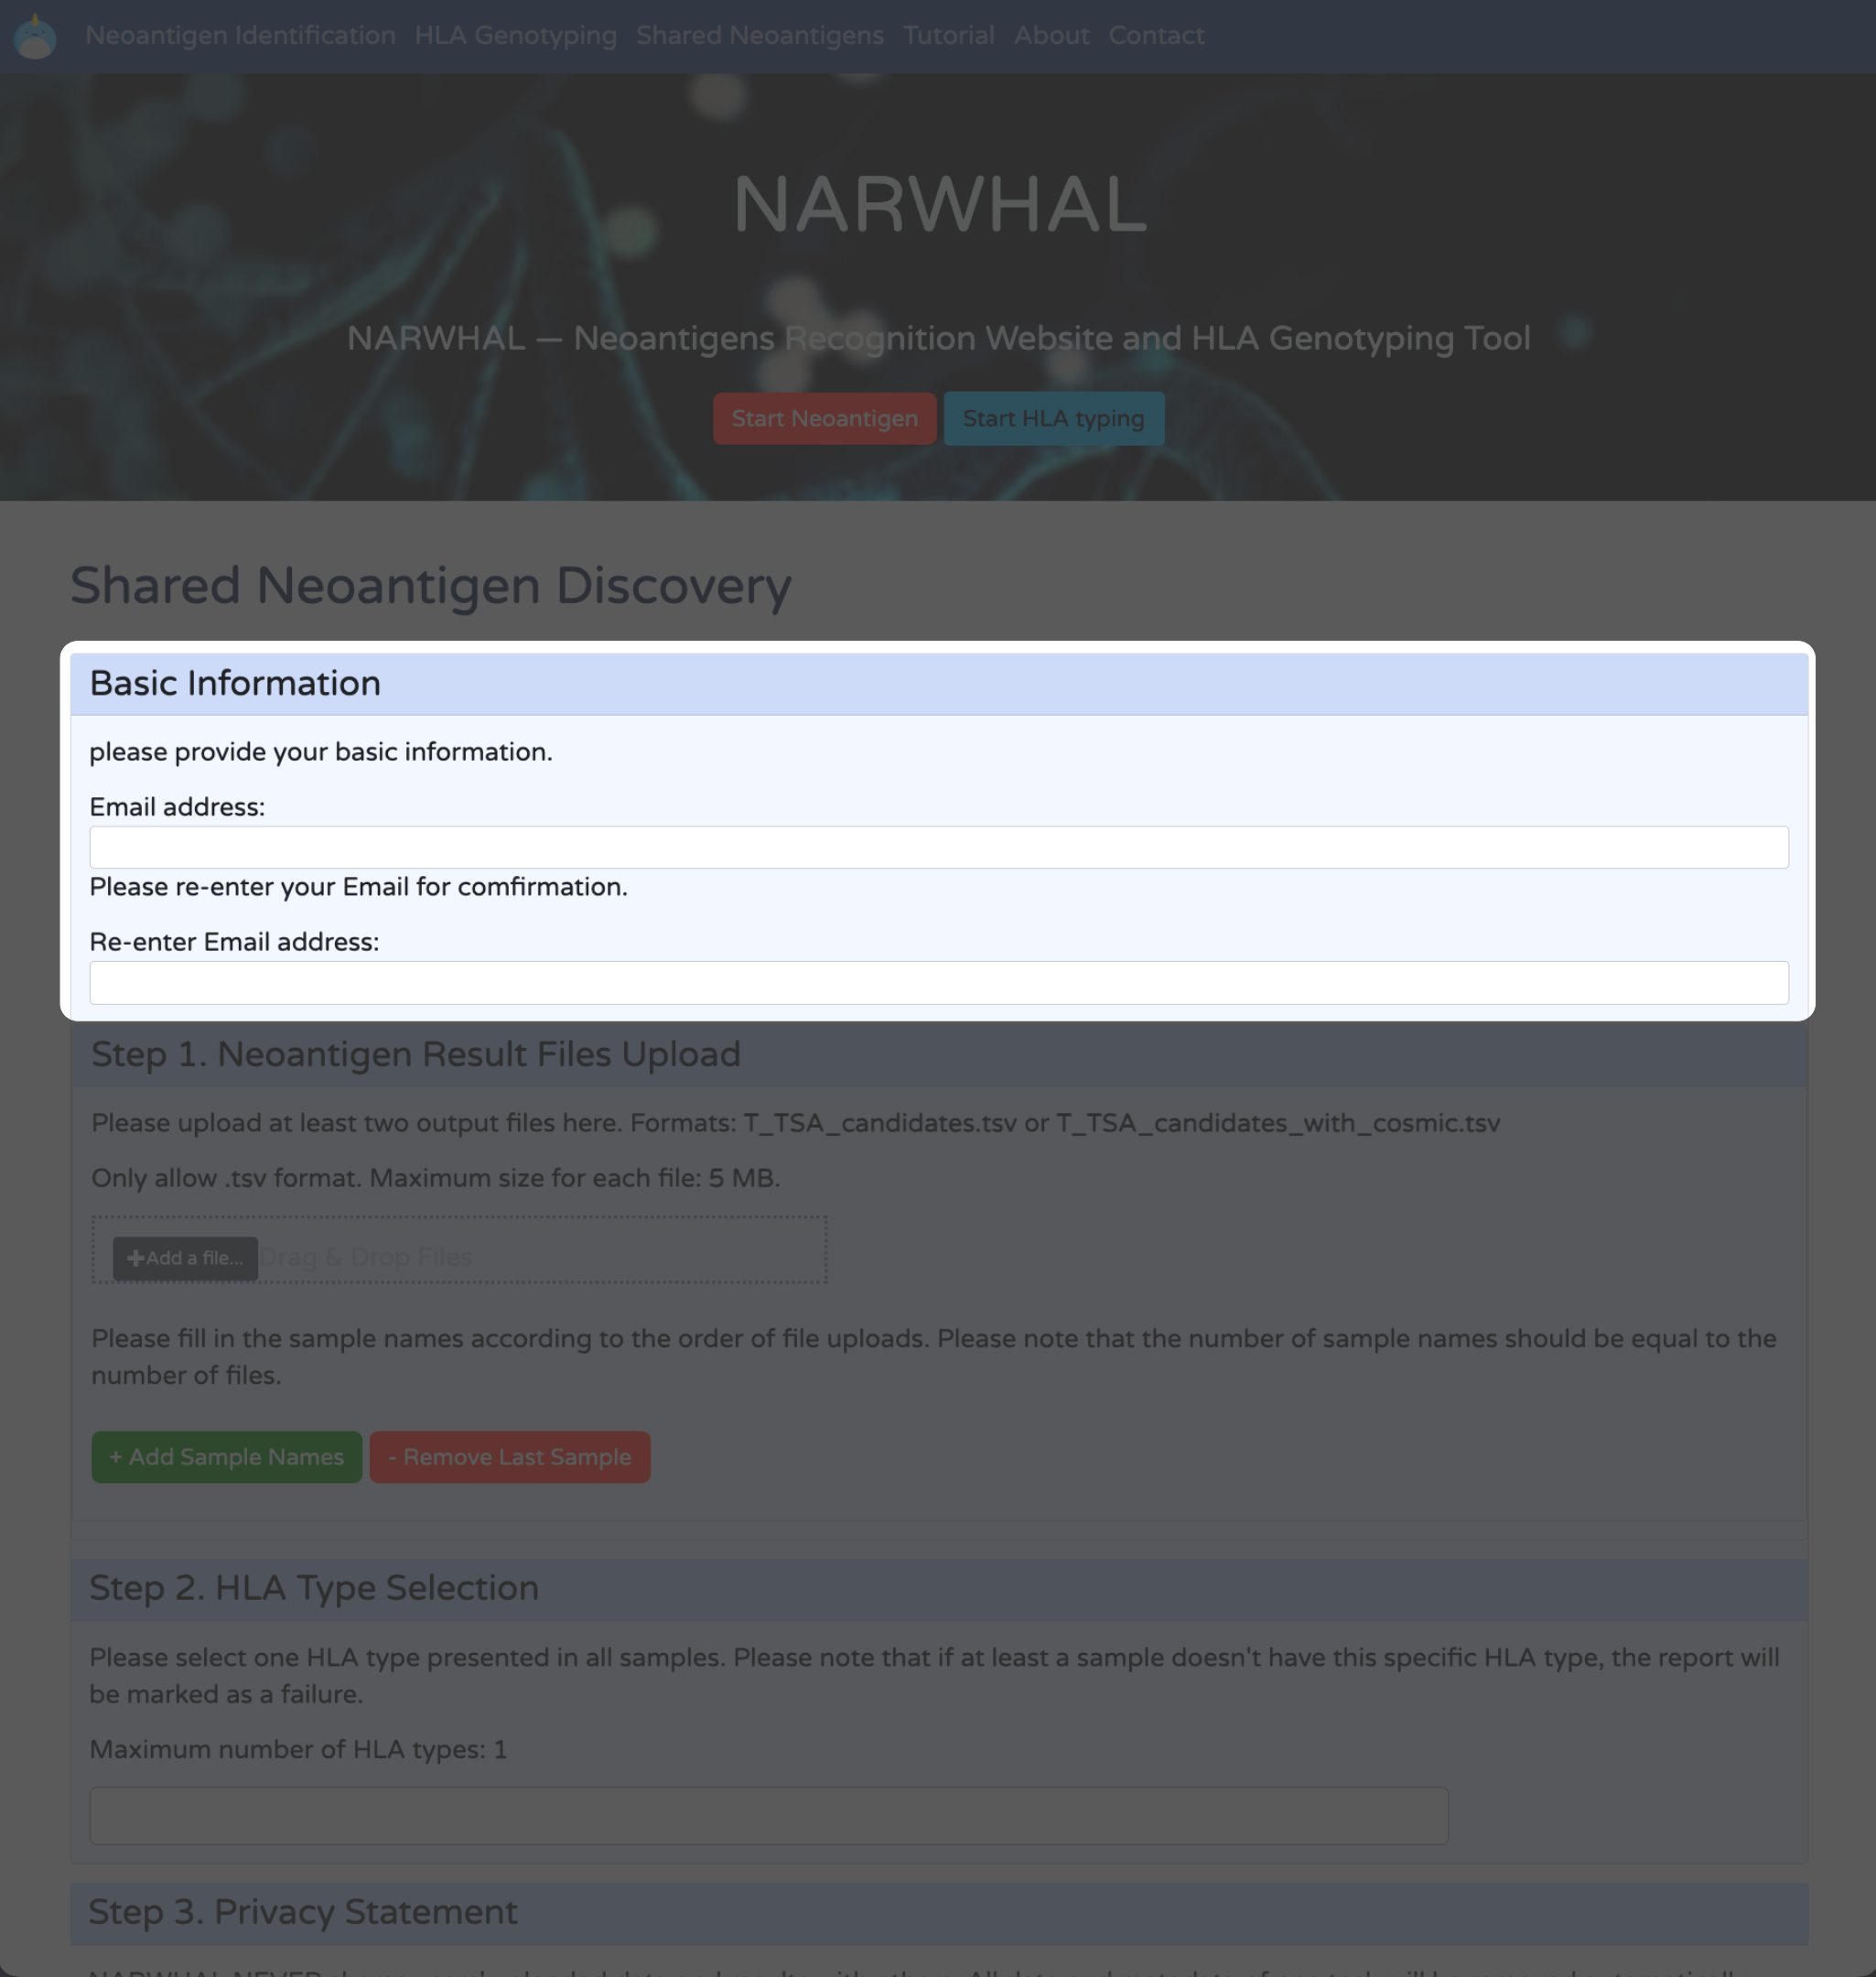 Neoantigen Identification HLA Genotyping Shared Neoantigens Tutorial About Contact
NARWHAL
NARWHAL — Neoantigens Recognition Website and HLA Genotyping Tool
Start Neoantigen Start HLA typing
Shared Neoantigen Discovery
Basic Information
please provide your basic information.
Email address:
Please re-enter your Email for comfirmation.
Re-enter Email address:
Step 1. Neoantigen Result Files Upload
Please upload at least two output files here. Formats: T_TSA_candidates.tsv or T_TSA_candidates_with_cosmic.tsv
Only allow .tsv format. Maximum size for each file: 5 MB.
+Add a file... Drag & Drop Files
Please fill in the sample names according to the order of file uploads. Please note that the number of sample names should be equal to the
number of files.
+ Add Sample Names - Remove Last Sample
Step 2. HLA Type Selection
Please select one HLA type presented in all samples. Please note that if at least a sample doesn't have this specific HLA type, the report will
be marked as a failure.
Maximum number of HLA types: 1
Step 3. Privacy Statement
NARWHAL NEVER